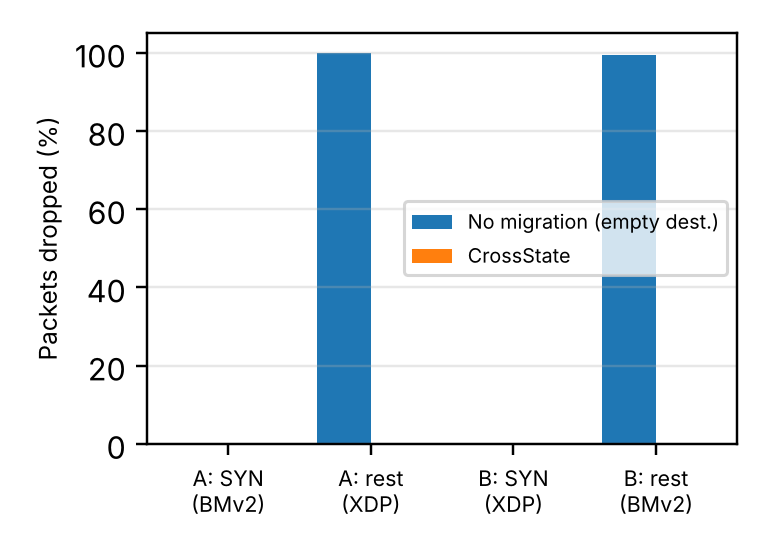 Packets dropped (%)
100
80
60
40
20
0
No migration (empty dest.)
CrossState
A: SYN
(BMv2)
A: rest
(XDP)
B: SYN
(XDP)
B: rest
(BMv2)